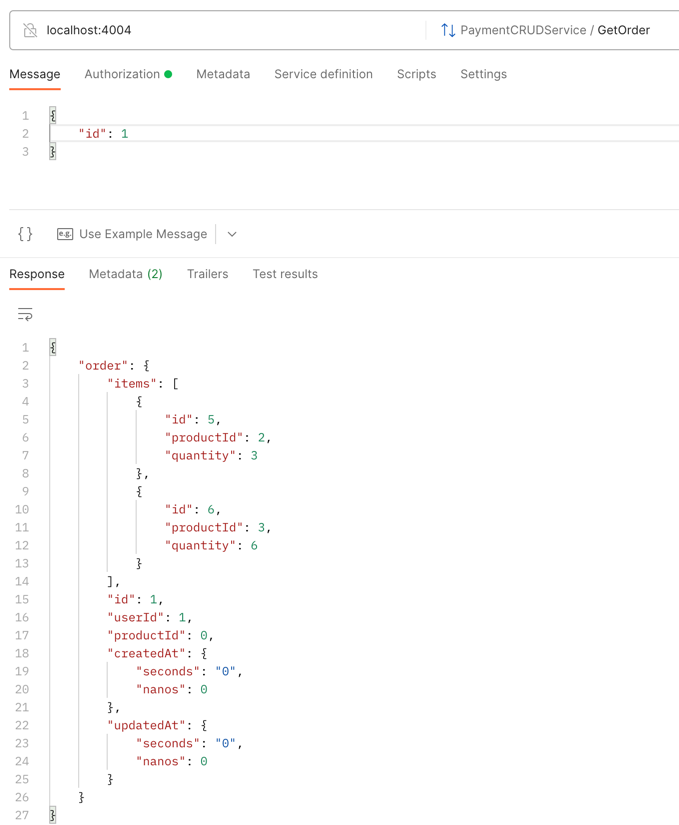 localhost:4004 PaymentCRUDService / GetOrder
Message Authorization Metadata Service definition Scripts Settings
1 {
2 "id": 1
3 }
{} e.g. Use Example Message
Response Metadata (2) Trailers Test results
1 {
2 "order": {
3 "items": [
4 {
5 "id": 5,
6 "productId": 2,
7 "quantity": 3
8 },
9 {
10 "id": 6,
11 "productId": 3,
12 "quantity": 6
13 }
14 ],
15 "id": 1,
16 "userId": 1,
17 "productId": 0,
18 "createdAt": {
19 "seconds": "0",
20 "nanos": 0
21 },
22 "updatedAt": {
23 "seconds": "0",
24 "nanos": 0
25 }
26 }
27 }